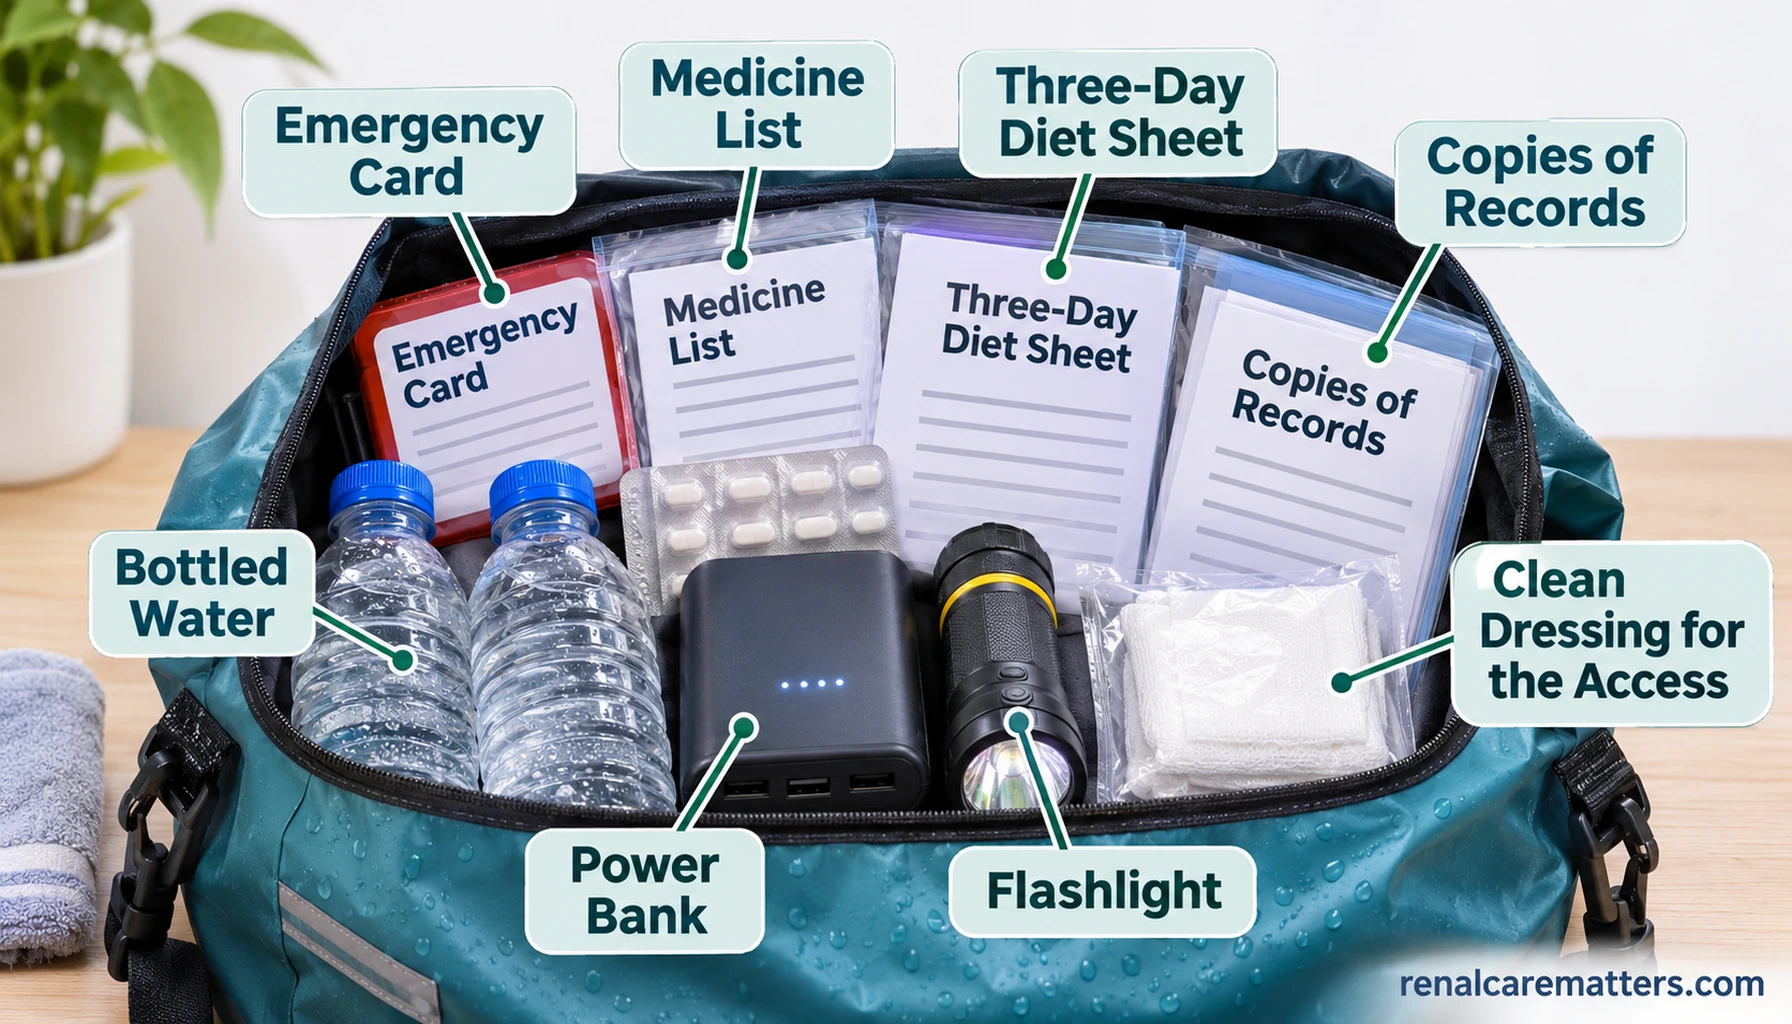 Emergency
Card
Medicine
List
Three-Day
Diet Sheet
Copies of
Records
Emergency
Card
Medicine
List
Three-Day
Diet Sheet
Copies of
Records
Bottled
Water
Clean
Dressing for
the Access
Power
Bank
Flashlight
renalcarematters.com